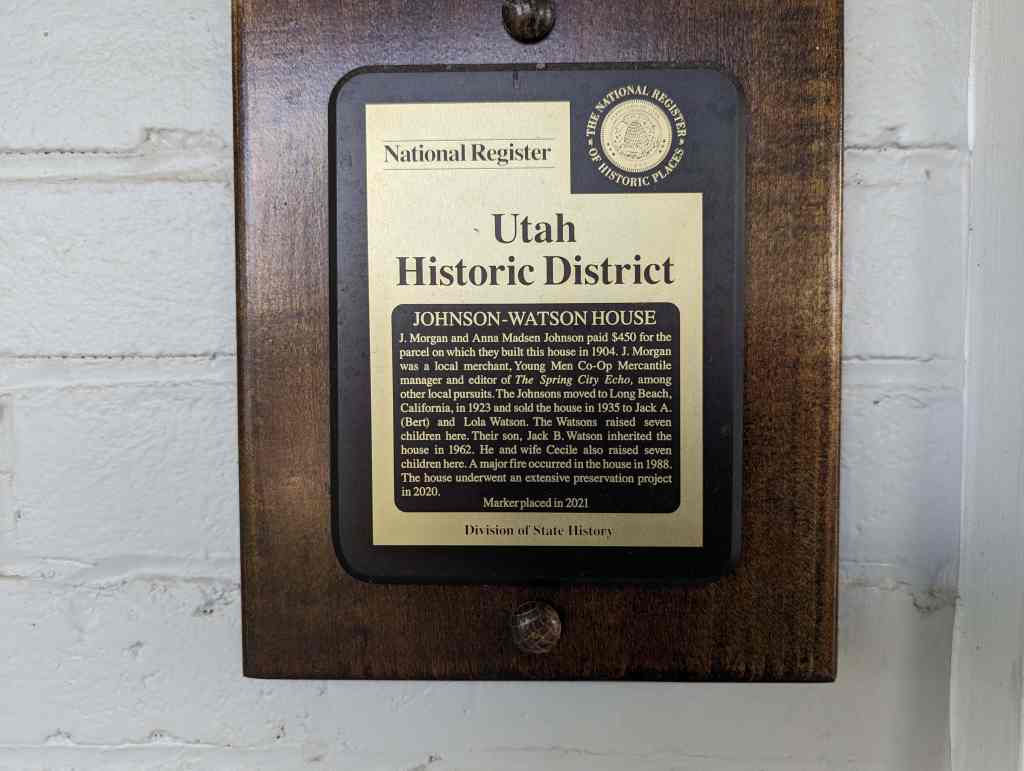 National Register
THE NATIONAL REGISTER
OF HISTORIC PLACES
Utah
Historic District
JOHNSON-WATSON HOUSE
J. Morgan and Anna Madsen Johnson paid $450 for the
parcel on which they built this house in 1904. J. Morgan
was a local merchant, Young Men Co-Op Mercantile
manager and editor of The Spring City Echo, among
other local pursuits. The Johnsons moved to Long Beach,
California, in 1923 and sold the house in 1935 to Jack A.
(Bert) and Lola Watson. The Watsons raised seven
children here. Their son, Jack B. Watson inherited the
house in 1962. He and wife Cecile also raised seven
children here. A major fire occurred in the house in 1988.
The house underwent an extensive preservation project
in 2020.
Marker placed in 2021
Division of State History